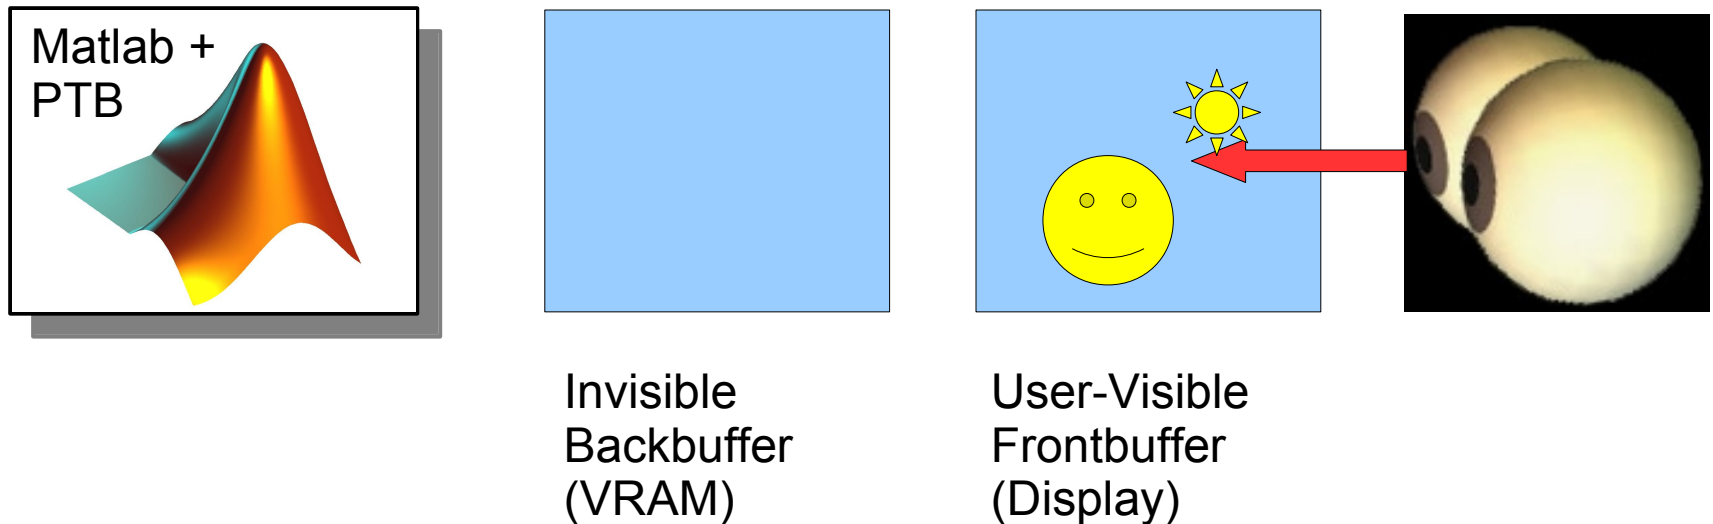 Matlab +
PTB
Invisible
Backbuffer
(VRAM)
User-Visible
Frontbuffer
(Display)